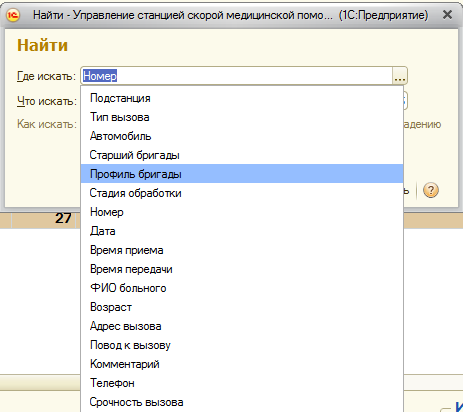 Найти - Управление станцией скорой медицинской помо... (1С:Предприятие)
Найти
Где искать: Номер ...
Что искать:
Как искать:
Подстанция
Тип вызова
Автомобиль
Старший бригады
Профиль бригады
Стадия обработки
?
Номер
27
Дата
Время приема
Время передачи
ФИО больного
Возраст
Адрес вызова
Повод к вызову
Комментарий
Телефон
Срочность вызова